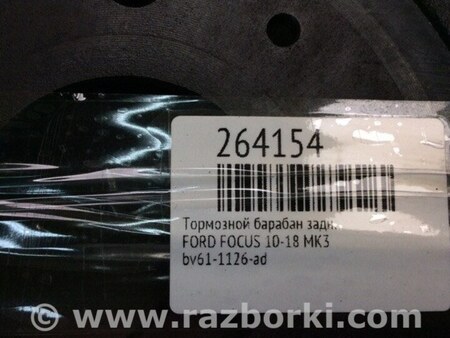 264154
Тормозной барабан задн
FORD FOCUS 10-18 MK3
bv61-1126-ad
© www.razborki.com